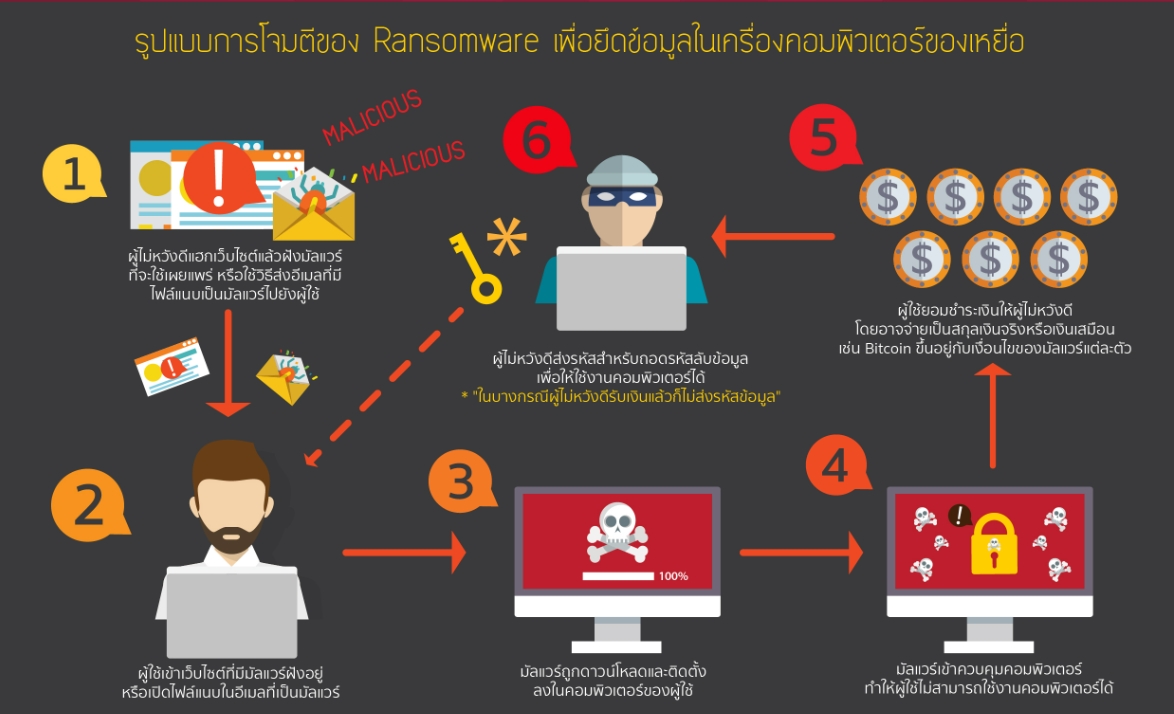 รูปแบบการโจมตีของ Ransomware เพื่อยึดข้อมูลในเครื่องคอมพิวเตอร์ของเหยื่อ
1
MALICIOUS
MALICIOUS
ผู้ไม่หวังดีแฮกเว็บไซต์แล้วฝังมัลแวร์
ที่จะใช้เผยแพร่ หรือใช้วิธีส่งอีเมลที่มี
ไฟล์แนบเป็นมัลแวร์ไปยังผู้ใช้
2
ผู้ใช้เข้าเว็บไซต์ที่มีมัลแวร์ฝังอยู่
หรือเปิดไฟล์แนบในอีเมลที่เป็นมัลแวร์
3
100%
มัลแวร์ถูกดาวน์โหลดและติดตั้ง
ลงในคอมพิวเตอร์ของผู้ใช้
4
มัลแวร์เข้าควบคุมคอมพิวเตอร์
ทำให้ผู้ใช้ไม่สามารถใช้งานคอมพิวเตอร์ได้
5
$ $ $ $
$ $ $
ผู้ใช้ยอมชำระเงินให้ผู้ไม่หวังดี
โดยอาจจ่ายเป็นสกุลเงินจริงหรือเงินเสมือน
เช่น Bitcoin ขึ้นอยู่กับเงื่อนไขของมัลแวร์แต่ละตัว
6
*
ผู้ไม่หวังดีส่งรหัสสำหรับถอดรหัสลับข้อมูล
เพื่อให้ใช้งานคอมพิวเตอร์ได้
* "ในบางกรณีผู้ไม่หวังดีรับเงินแล้วก็ไม่ส่งรหัสข้อมูล"